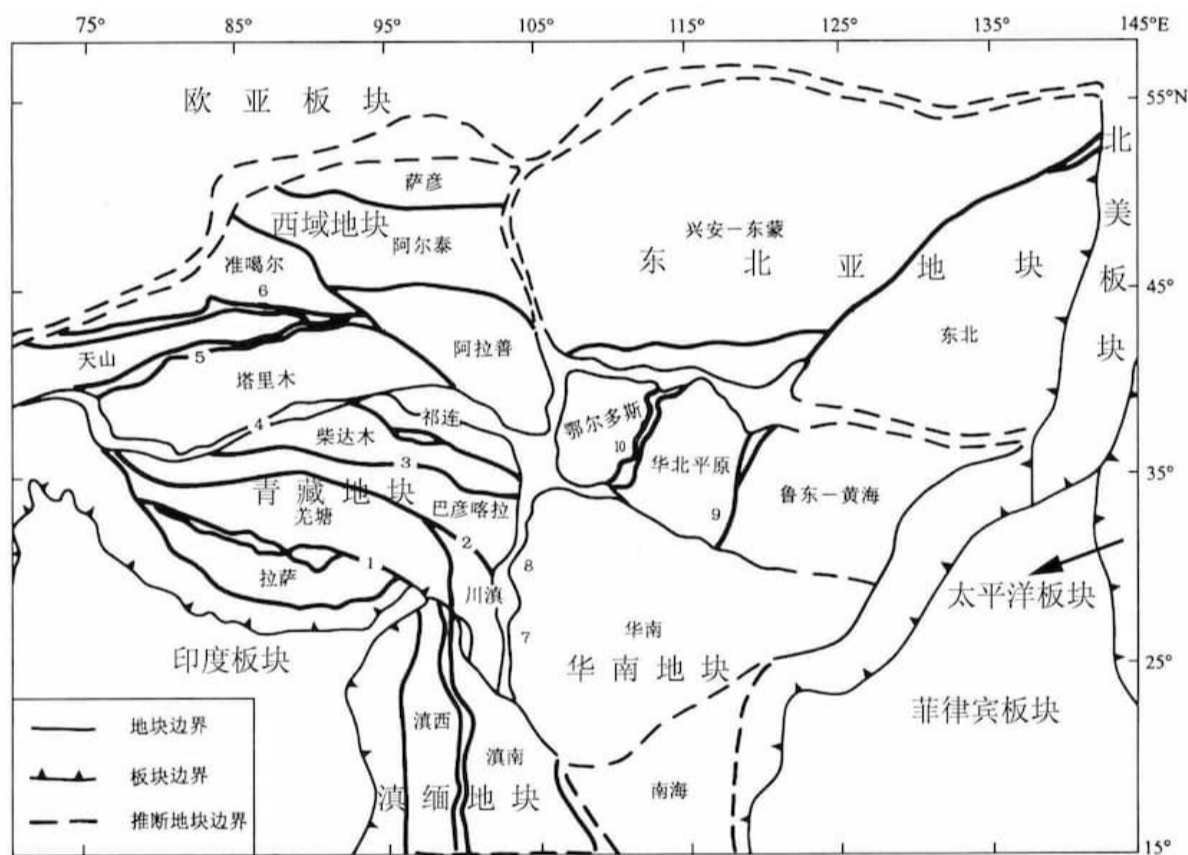 75° 85° 95° 105° 115° 125° 135° 145°E
55°N
欧亚板块
北美板块
萨彦
西域地块
阿尔泰
兴安－东蒙
东北亚地块
准噶尔
6
45°
东北
天山
5
阿拉善
塔里木
祁连
鄂尔多斯
4
柴达木
10
华北平原
3
35°
青藏地块
鲁东－黄海
羌塘
巴彦喀拉
9
2
1
8
拉萨
川滇
太平洋板块
7
华南
印度板块
华南地块
25°
菲律宾板块
地块边界
滇西
滇南
板块边界
南海
滇缅地块
推断地块边界
15°